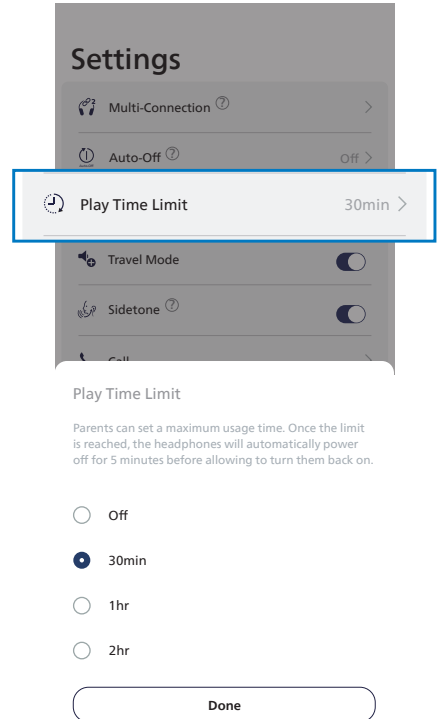 Settings
Multi-Connection ?
Auto-Off ? Off
Play Time Limit 30min
Travel Mode
Sidetone ?
Call
Play Time Limit
Parents can set a maximum usage time. Once the limit
is reached, the headphones will automatically power
off for 5 minutes before allowing to turn them back on.
Off
30min
1hr
2hr
Done